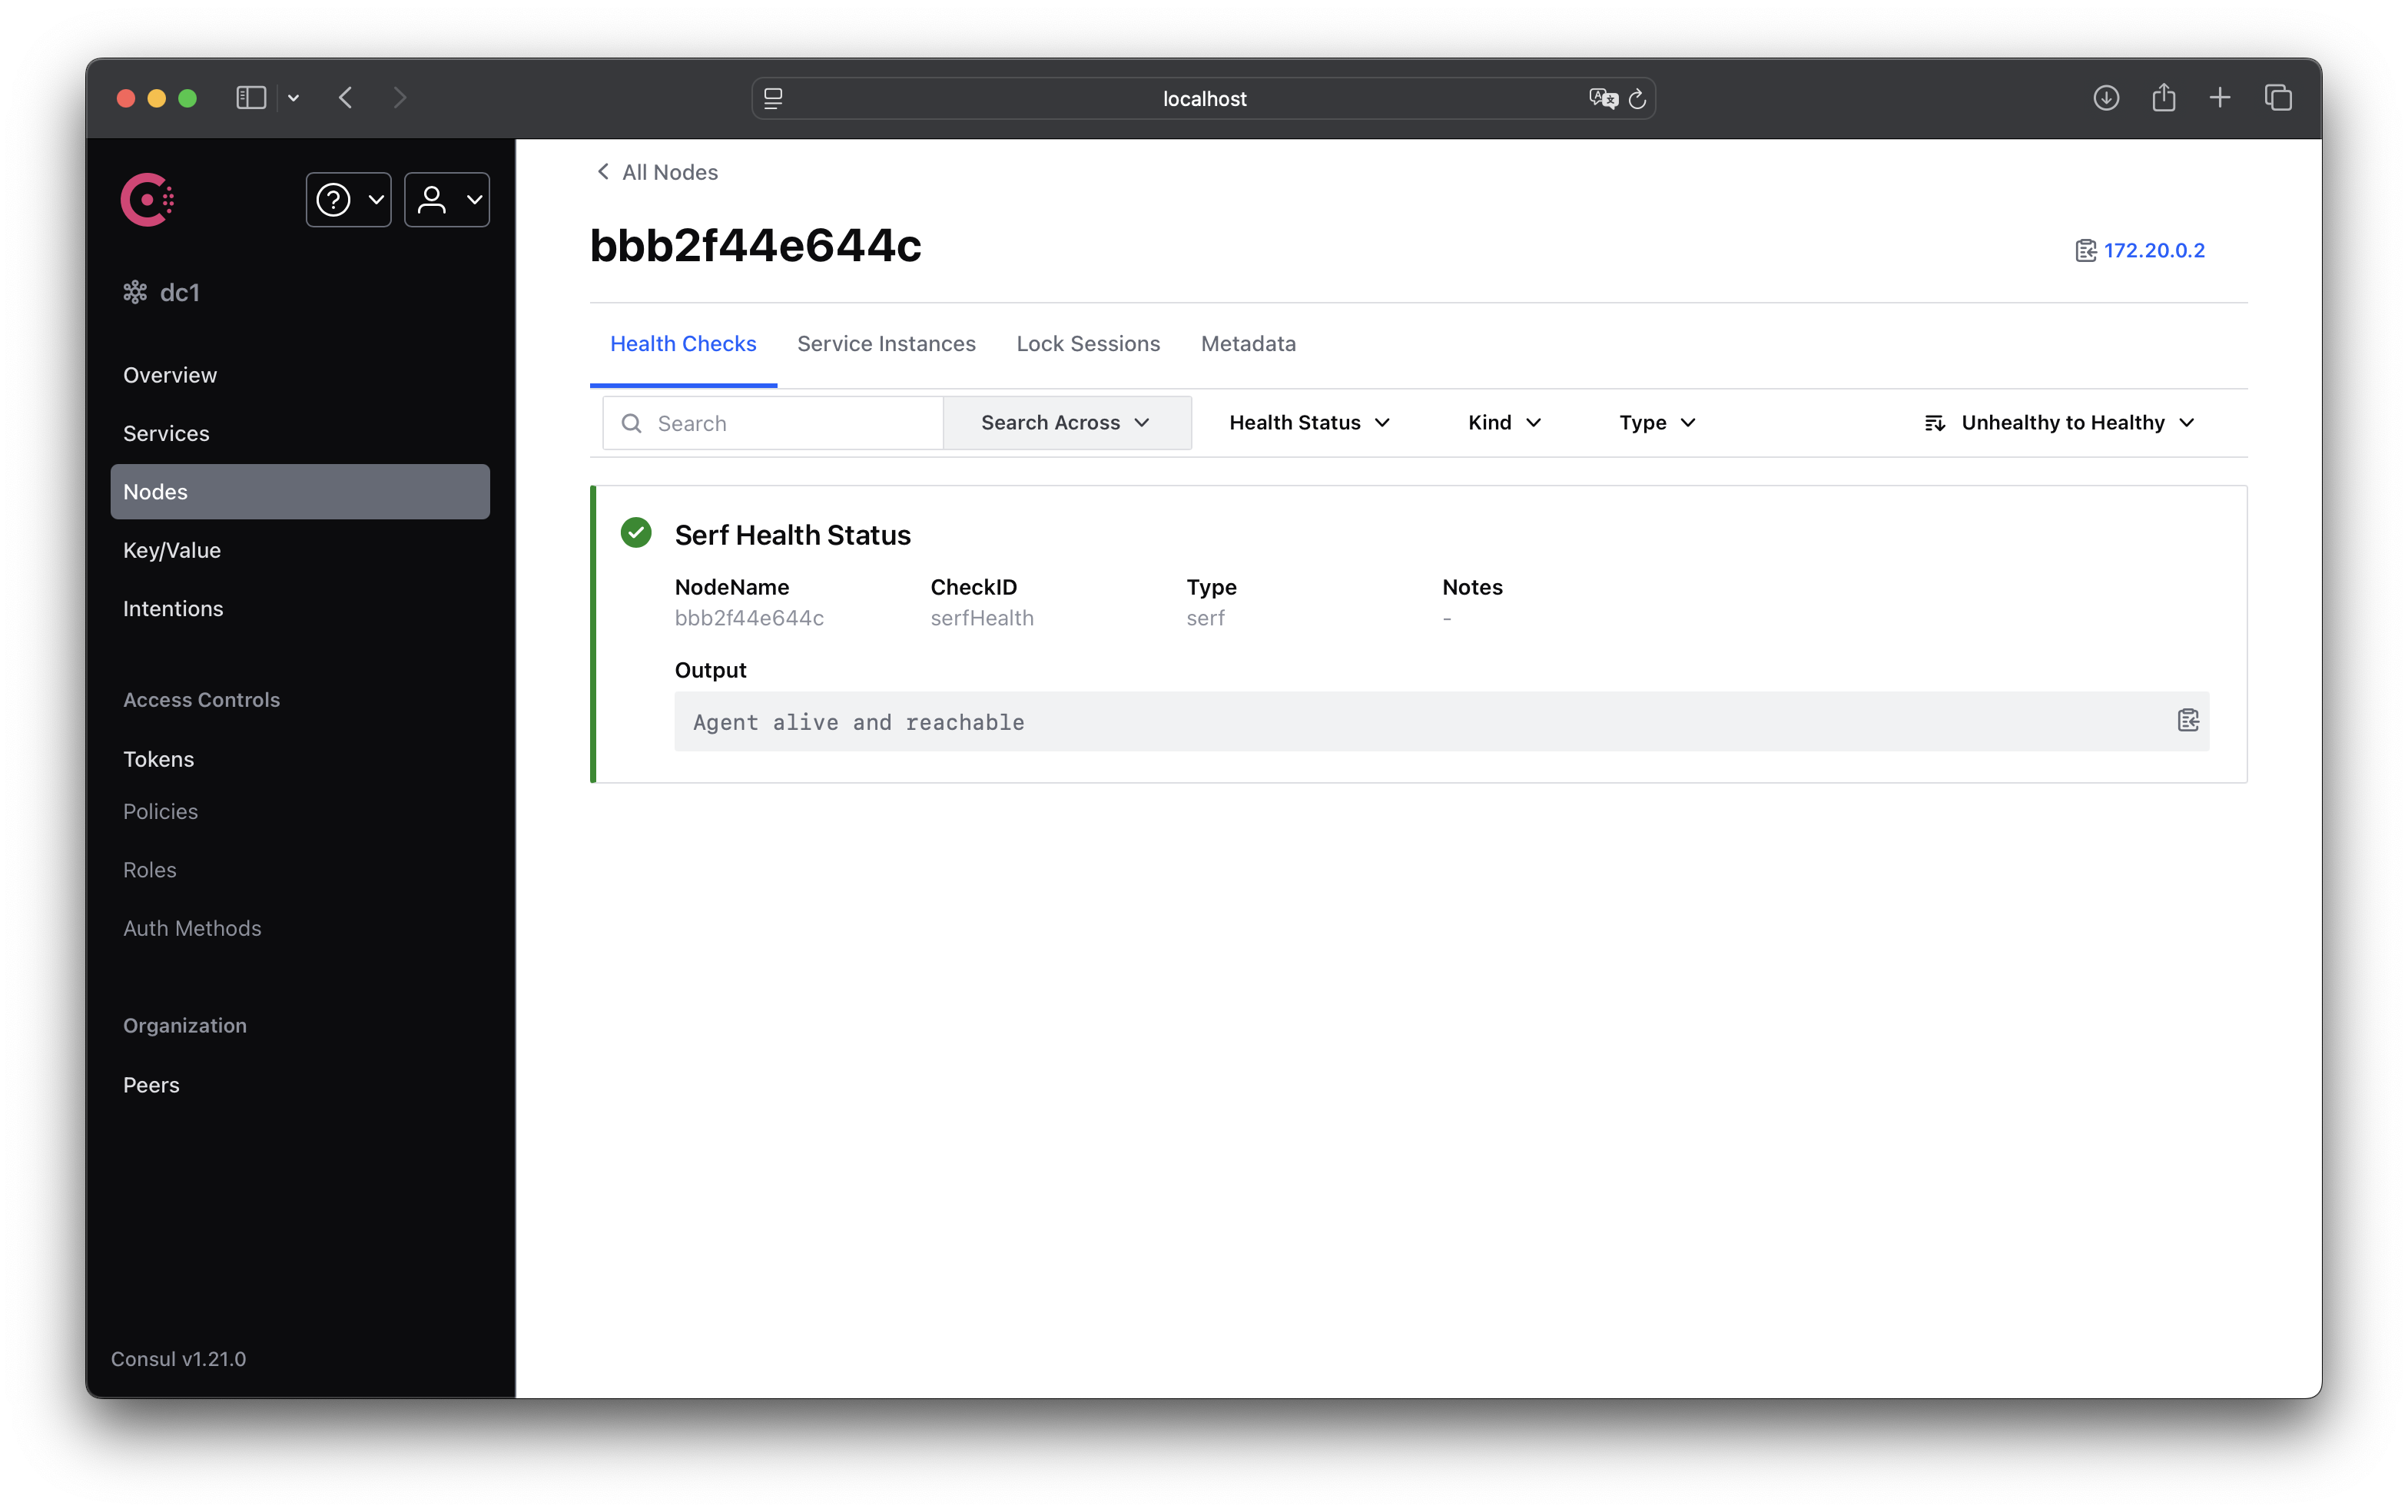 localhost
dc1
Overview
Services
Nodes
Key/Value
Intentions
Access Controls
Tokens
Policies
Roles
Auth Methods
Organization
Peers
Consul v1.21.0
All Nodes
bbb2f44e644c
172.20.0.2
Health Checks Service Instances Lock Sessions Metadata
Search Search Across Health Status Kind Type Unhealthy to Healthy
Serf Health Status
NodeName CheckID Type Notes
bbb2f44e644c serfHealth serf -
Output
Agent alive and reachable